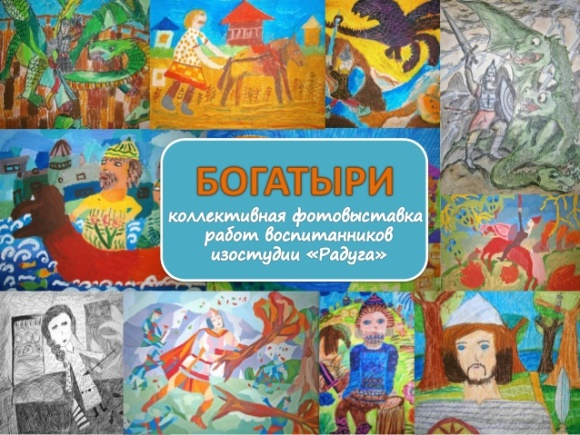 БОГАТЫРИ
коллективная фотовыставка
работ воспитанников
изостудии «Радуга»